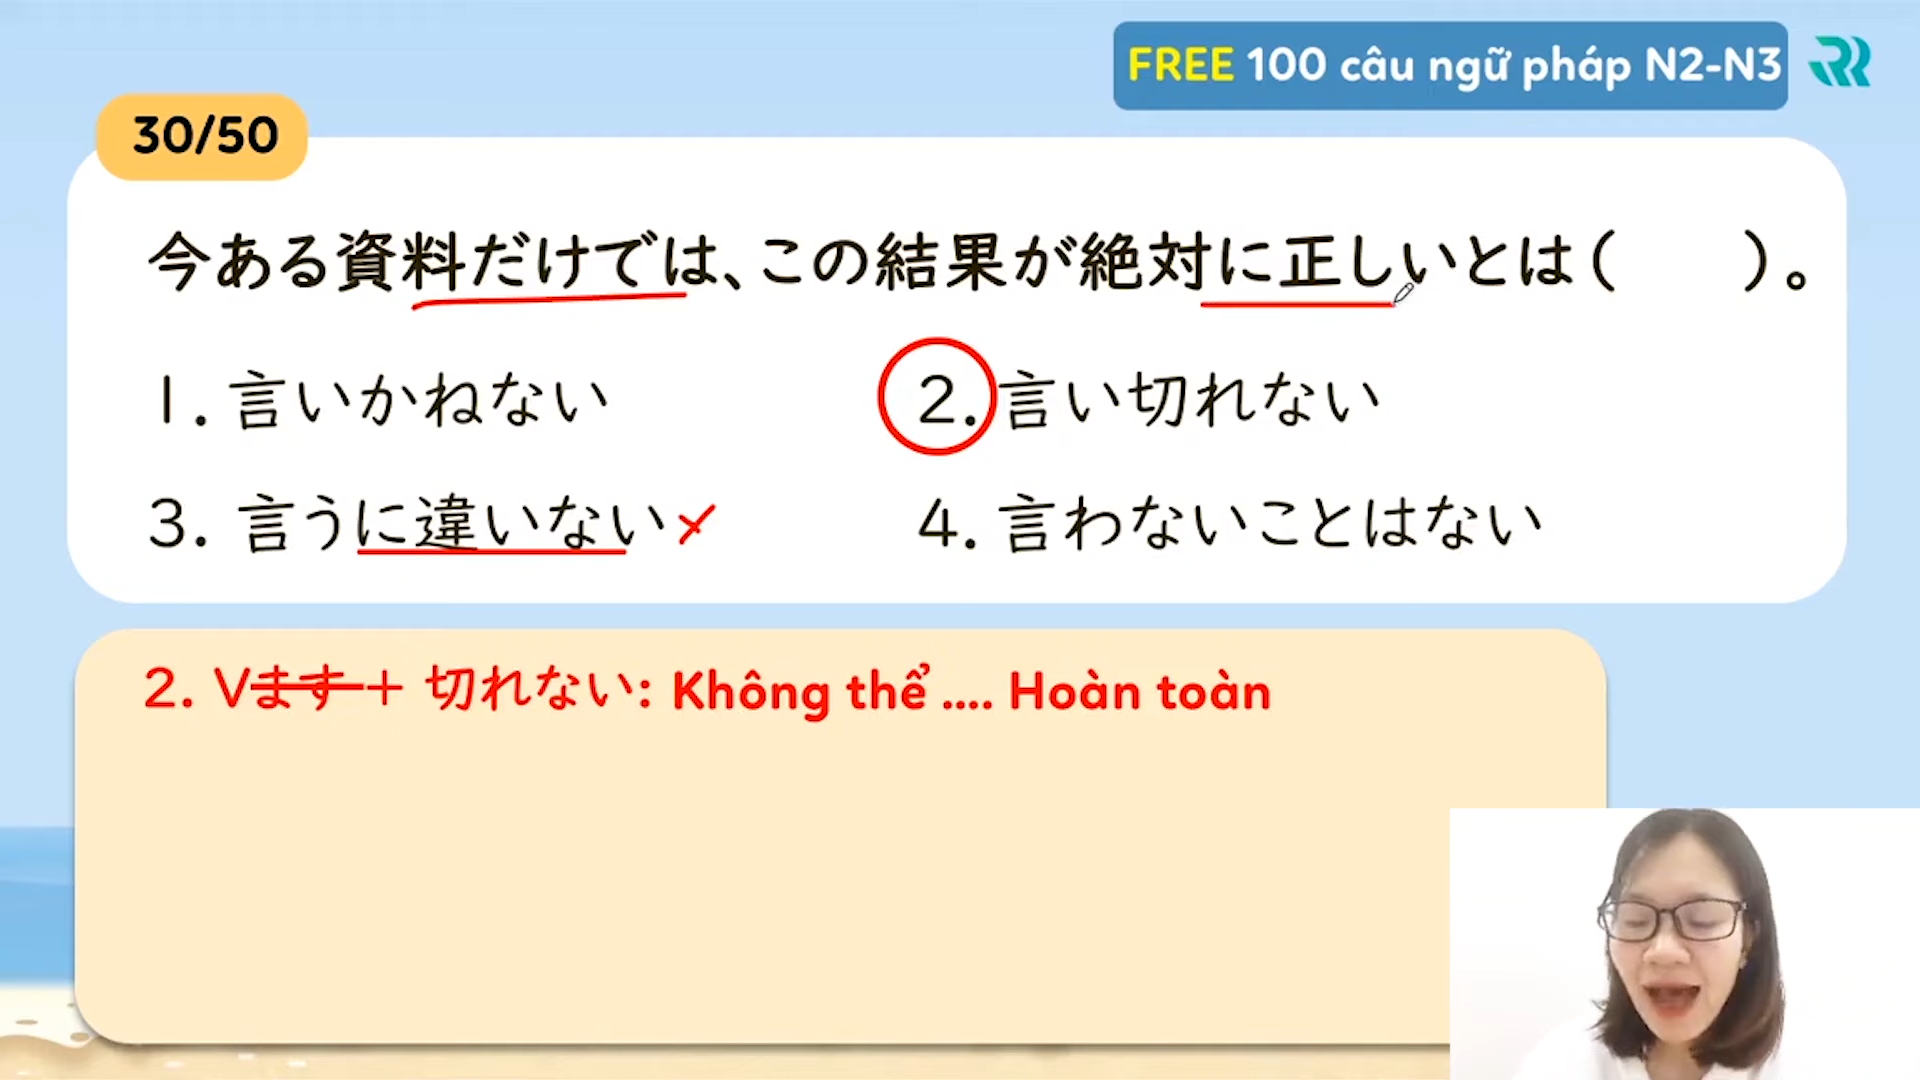 FREE 100 câu ngữ pháp N2-N3
30/50
今ある資料だけでは、この結果が絶対に正しいとは(　　)。
1. 言いかねない
2. 言い切れない
3. 言うに違いない
4. 言わないことはない
2. Vます+ 切れない: Không thể .... Hoàn toàn